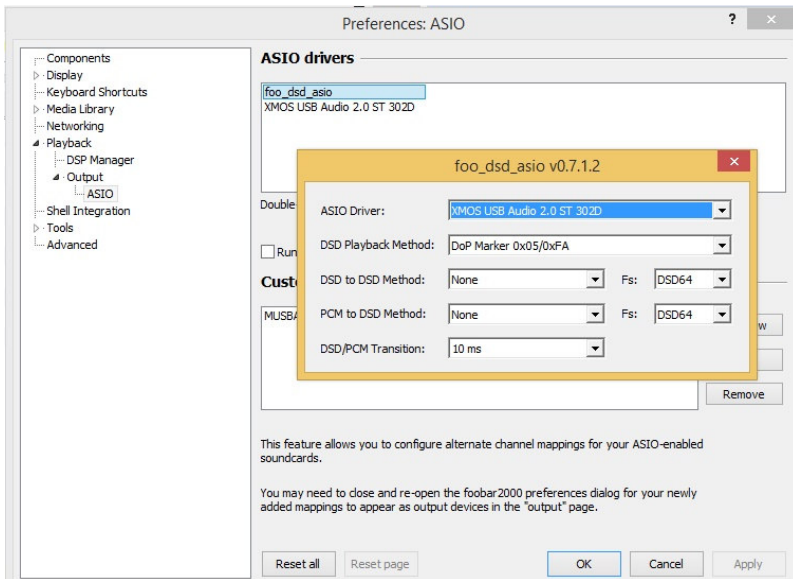 Preferences: ASIO
?
Components
Display
Keyboard Shortcuts
Media Library
Networking
Playback
DSP Manager
Output
ASIO
Shell Integration
Tools
Advanced
ASIO drivers
foo_dsd_asio
XMOS USB Audio 2.0 ST 302D
Double
Run
foo_dsd_asio v0.7.1.2
ASIO Driver: XMOS USB Audio 2.0 ST 302D
DSD Playback Method: DoP Marker 0x05/0xFA
DSD to DSD Method: None Fs: DSD64
PCM to DSD Method: None Fs: DSD64
DSD/PCM Transition: 10 ms
Remove
This feature allows you to configure alternate channel mappings for your ASIO-enabled
soundcards.
You may need to close and re-open the foobar2000 preferences dialog for your newly
added mappings to appear as output devices in the "output" page.
Reset all Reset page OK Cancel Apply